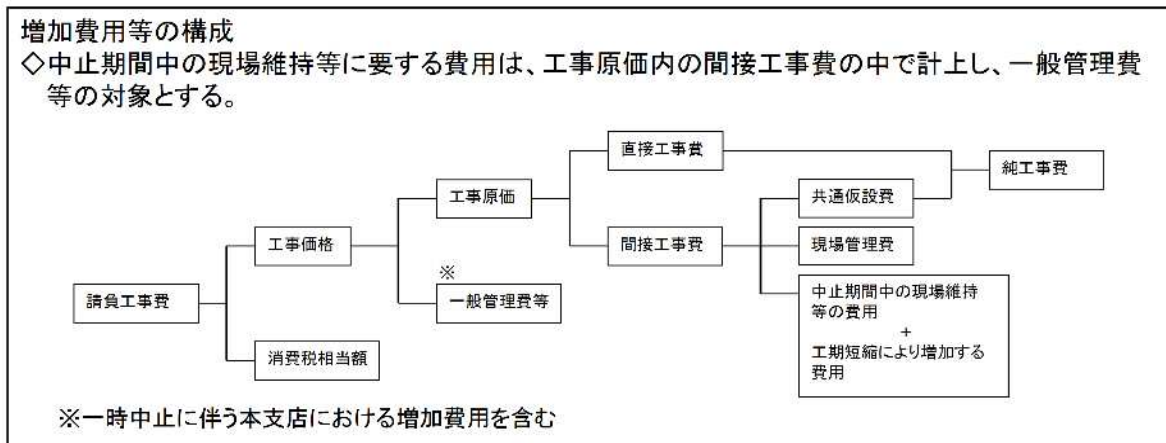 増加費用等の構成
◇中止期間中の現場維持等に要する費用は、工事原価内の間接工事費の中で計上し、一般管理費
等の対象とする。
直接工事費
純工事費
工事原価
共通仮設費
工事価格
間接工事費
現場管理費
※
請負工事費
一般管理費等
中止期間中の現場維持
等の費用
+
工期短縮により増加する
費用
消費税相当額
※一時中止に伴う本支店における増加費用を含む